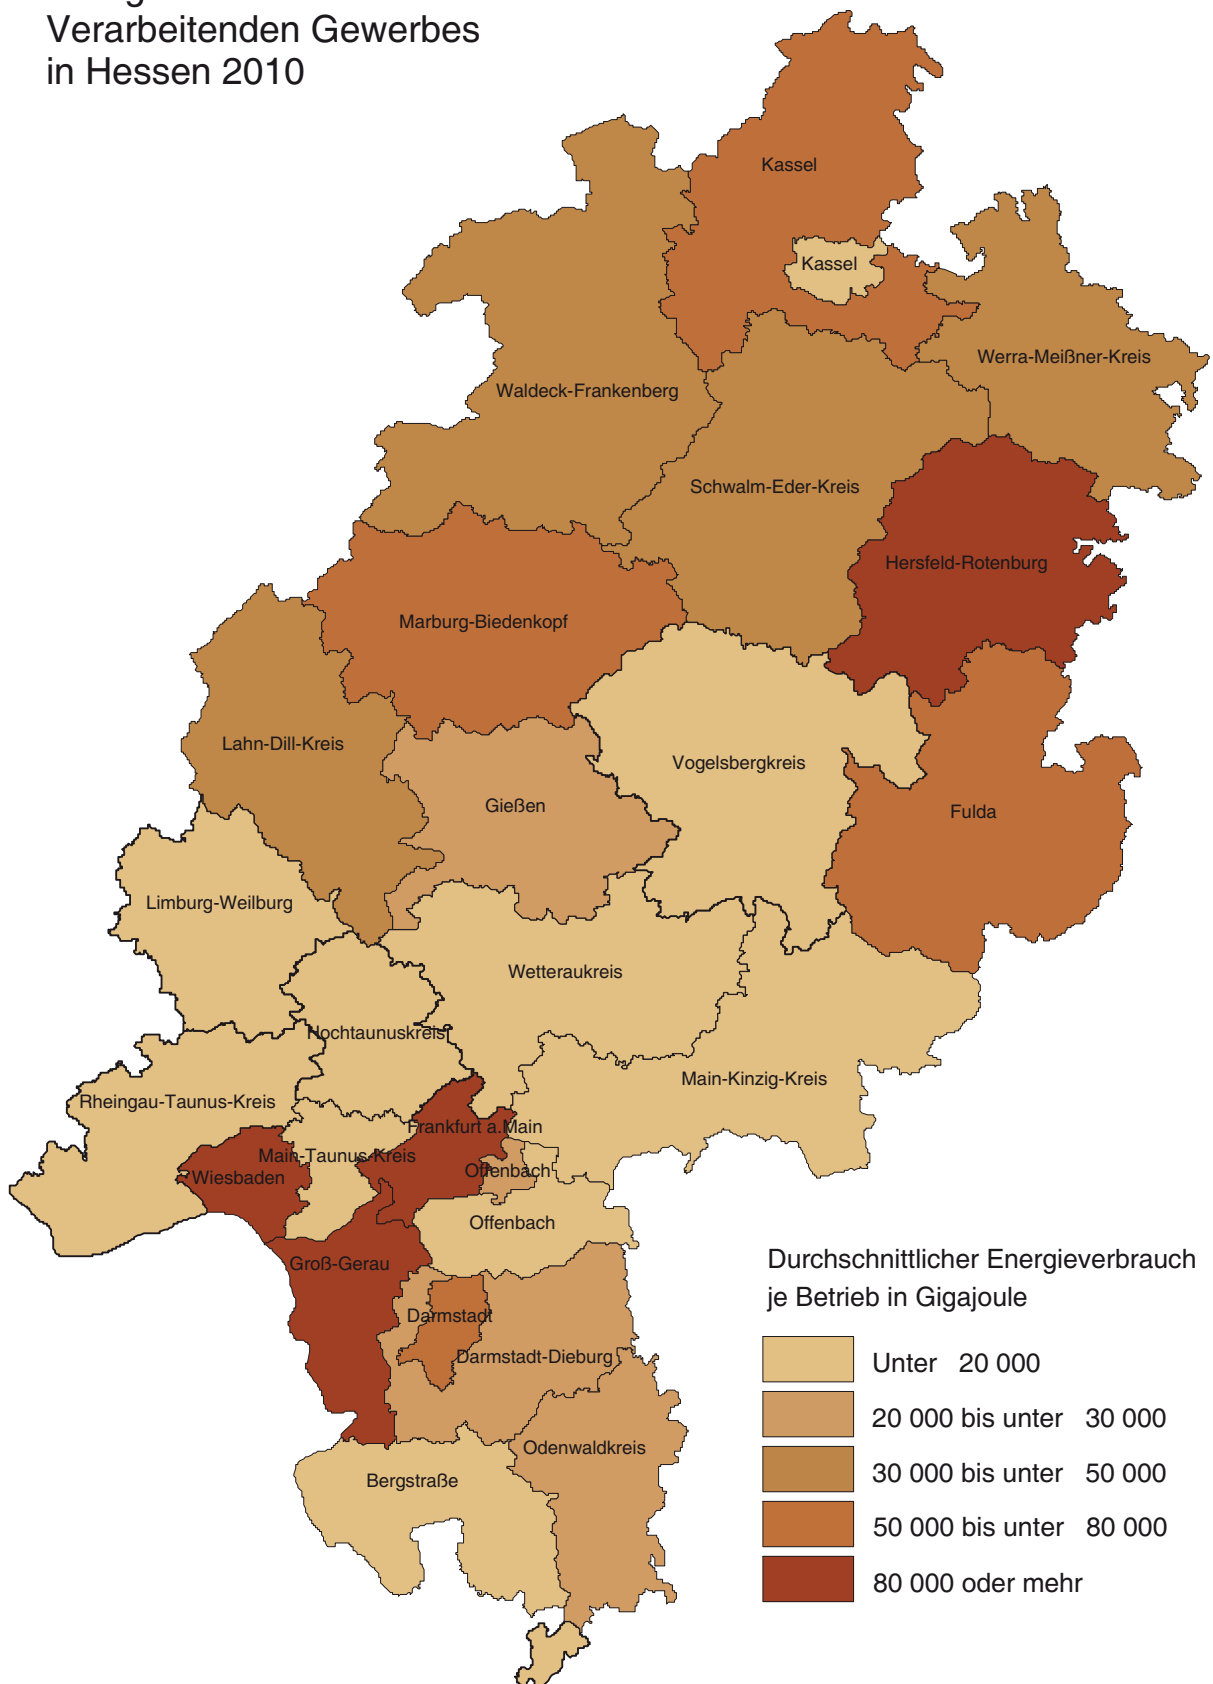 Verarbeitenden Gewerbes
in Hessen 2010
Kassel
Kassel
Werra-Meißner-Kreis
Waldeck-Frankenberg
Schwalm-Eder-Kreis
Hersfeld-Rotenburg
Marburg-Biedenkopf
Lahn-Dill-Kreis
Vogelsbergkreis
Gießen
Fulda
Limburg-Weilburg
Wetteraukreis
Hochtaunuskreis
Main-Kinzig-Kreis
Rheingau-Taunus-Kreis
Frankfurt a.Main
Main-Taunus-Kreis
Offenbach
Wiesbaden
Offenbach
Groß-Gerau
Darmstadt
Darmstadt-Dieburg
Odenwaldkreis
Bergstraße
Durchschnittlicher Energieverbrauch
je Betrieb in Gigajoule
Unter 20 000
20 000 bis unter 30 000
30 000 bis unter 50 000
50 000 bis unter 80 000
80 000 oder mehr